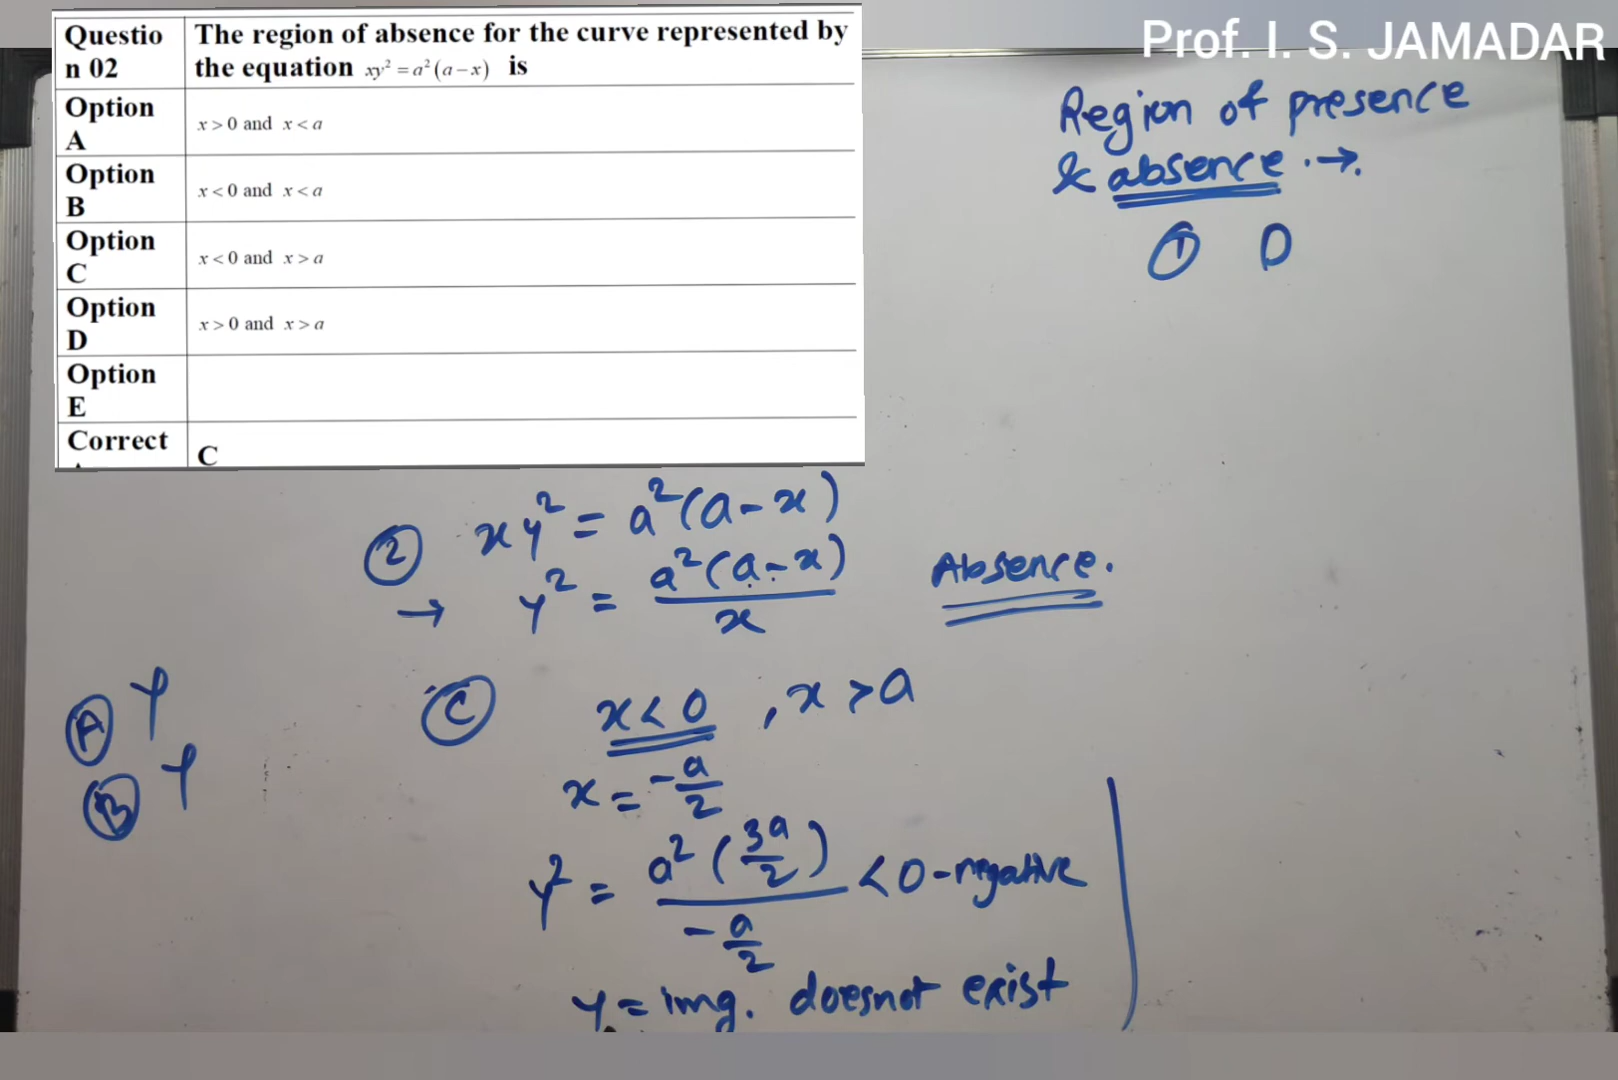 Prof. I. S. JAMADAR
Questio
n 02
The region of absence for the curve represented by
the equation xy² = a²(a−x) is
Option
A
x > 0 and x < a
Option
B
x < 0 and x < a
Option
C
x < 0 and x > a
Option
D
x > 0 and x > a
Option
E
Correct
C
Region of presence
& absence →.
① D
② xy² = a²(a-x)
→ y² = a²(a-x)/x
Absence.
Ⓐ Y
Ⓑ Y
Ⓒ x<0 , x>a
x = -a/2
y² = a²(3a/2)/-a/2 <0-negative
y = img. doesnot exist